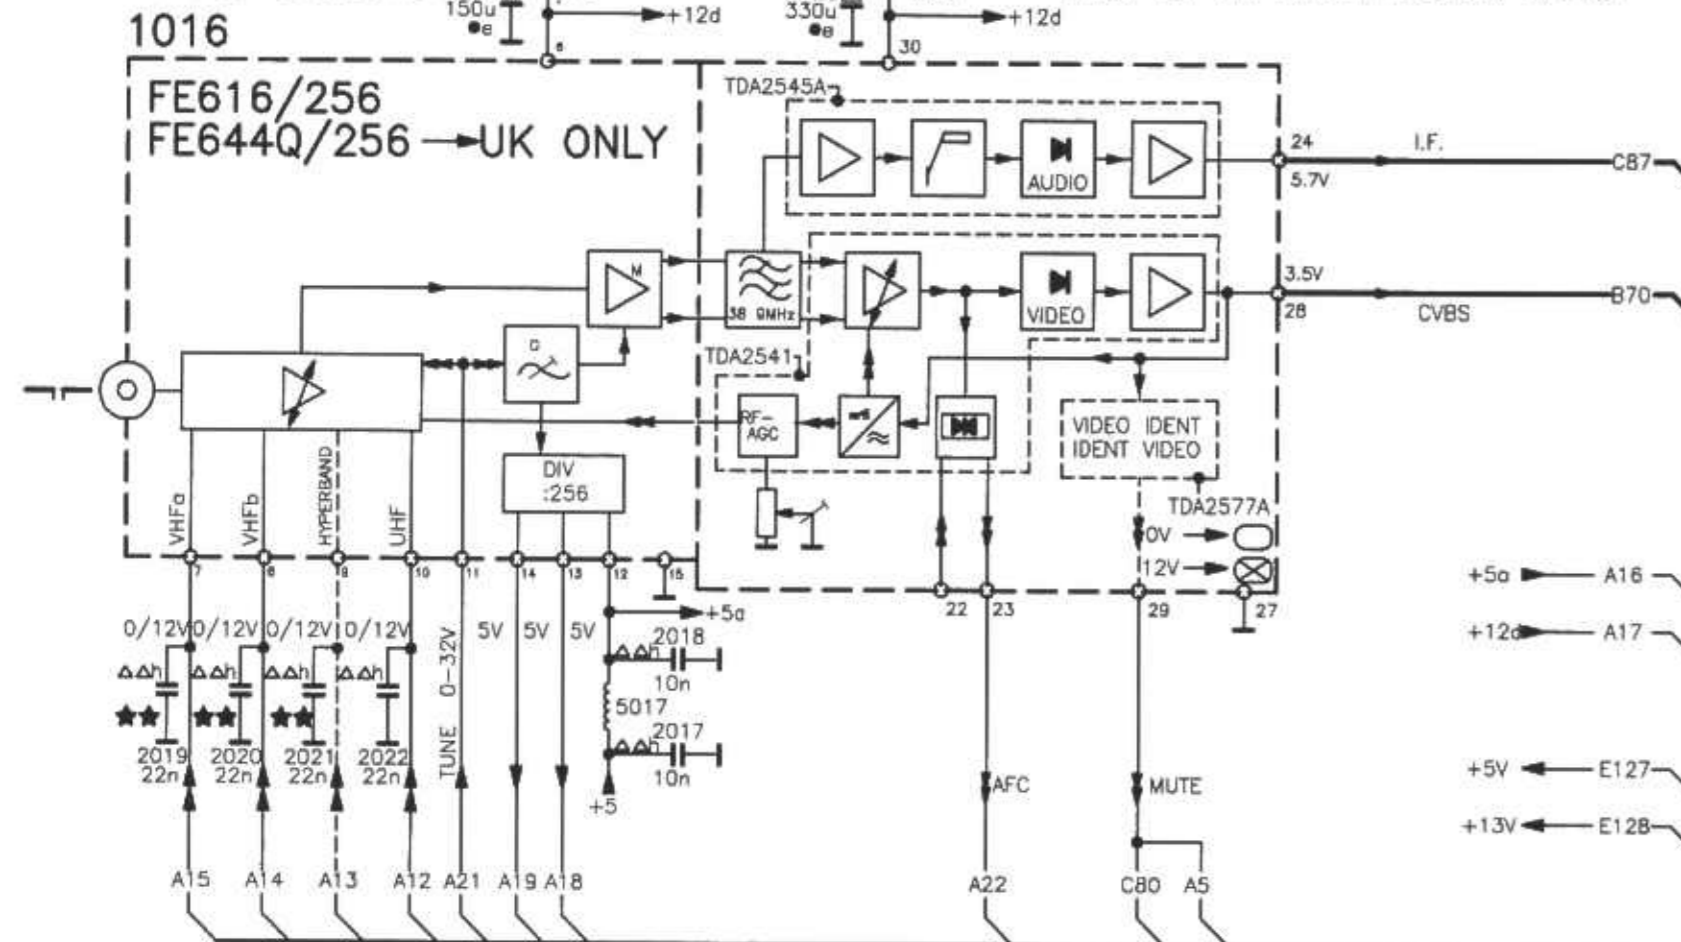 150u
+12d
330u
+12d
1016
6
30
FE616/256
FE644Q/256 UK ONLY
TDA2545A
AUDIO
24
I.F.
C87
5.7V
M
38 9MHz
VIDEO
3.5V
28
CVBS
B70
TDA2541
RF-
AGC
VIDEO IDENT
IDENT VIDEO
TDA2577A
0V
12V
DIV
:256
VHFa
VHFb
HYPERBAND
UHF
7
8
9
10
11
14
13
12
15
22
23
29
27
+5a
0/12V
0/12V
0/12V
0/12V
TUNE 0-32V
5V
5V
5V
2018
10n
5017
2017
10n
+5
2019
22n
2020
22n
2021
22n
2022
22n
AFC
MUTE
A15
A14
A13
A12
A21
A19
A18
A22
C80
A5
+5a
A16
+12d
A17
+5V
E127
+13V
E128